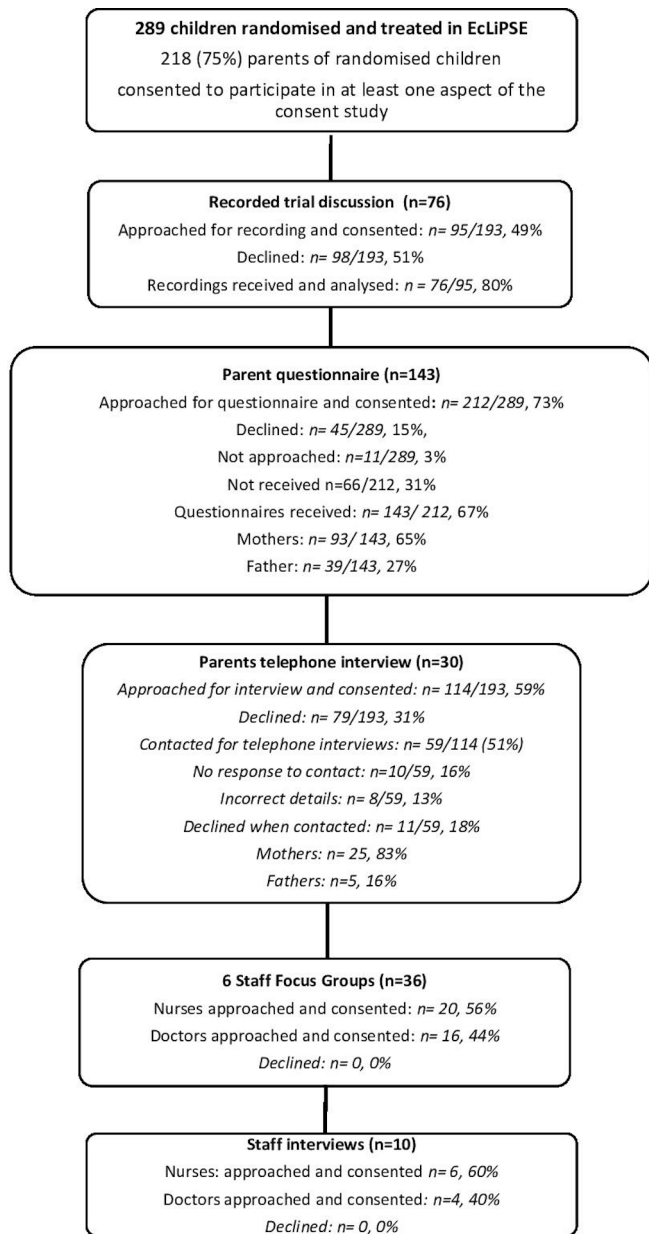 289 children randomised and treated in EcLiPSE
218 (75%) parents of randomised children
consented to participate in at least one aspect of the
consent study
Recorded trial discussion (n=76)
Approached for recording and consented: n= 95/193, 49%
Declined: n= 98/193, 51%
Recordings received and analysed: n = 76/95, 80%
Parent questionnaire (n=143)
Approached for questionnaire and consented: n= 212/289, 73%
Declined: n= 45/289, 15%,
Not approached: n=11/289, 3%
Not received n=66/212, 31%
Questionnaires received: n= 143/ 212, 67%
Mothers: n= 93/ 143, 65%
Father: n= 39/143, 27%
Parents telephone interview (n=30)
Approached for interview and consented: n= 114/193, 59%
Declined: n= 79/193, 31%
Contacted for telephone interviews: n= 59/114 (51%)
No response to contact: n=10/59, 16%
Incorrect details: n= 8/59, 13%
Declined when contacted: n= 11/59, 18%
Mothers: n= 25, 83%
Fathers: n=5, 16%
6 Staff Focus Groups (n=36)
Nurses approached and consented: n= 20, 56%
Doctors approached and consented: n= 16, 44%
Declined: n= 0, 0%
Staff interviews (n=10)
Nurses: approached and consented n= 6, 60%
Doctors approached and consented: n=4, 40%
Declined: n= 0, 0%